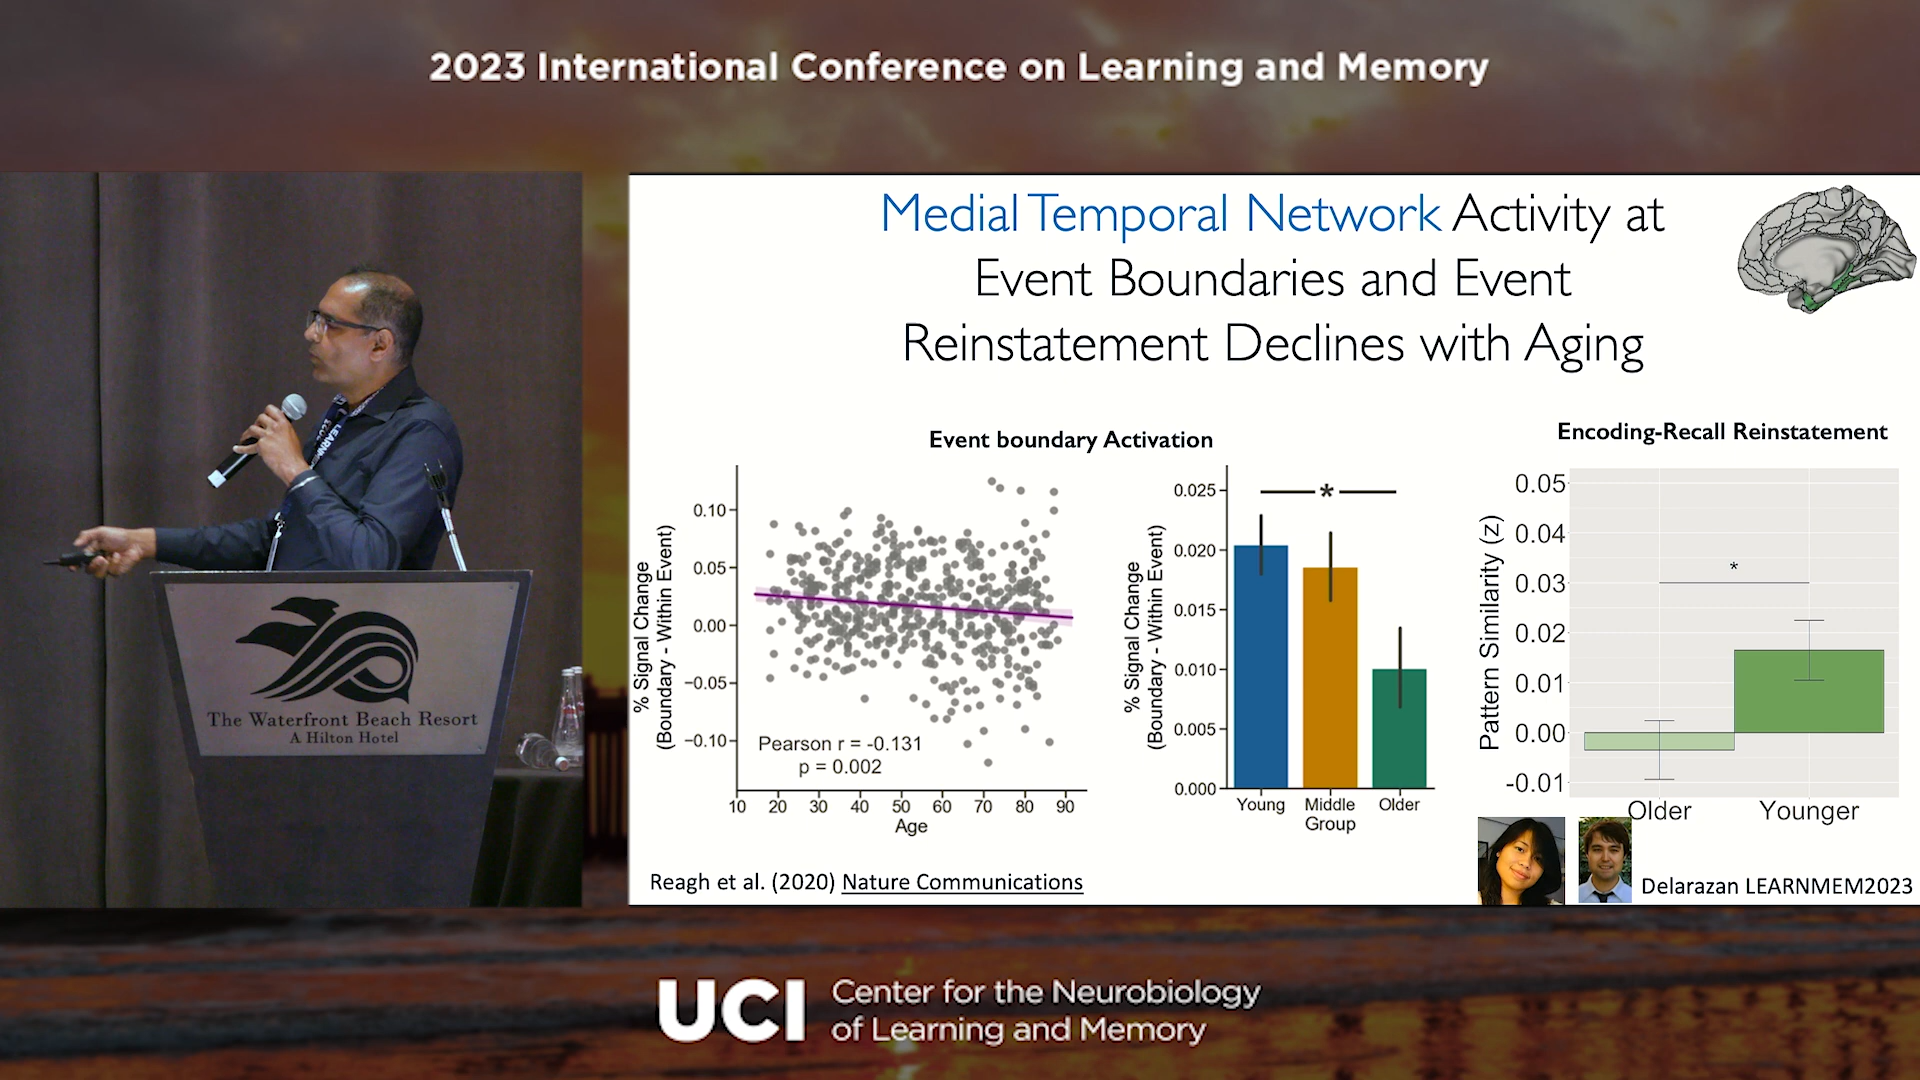 2023 International Conference on Learning and Memory
LEARN
The Waterfront Beach Resort
A Hilton Hotel
Medial Temporal Network Activity at
Event Boundaries and Event
Reinstatement Declines with Aging
Event boundary Activation
% Signal Change
(Boundary - Within Event)
0.10
0.05
0.00
−0.05
−0.10
Pearson r = -0.131
p = 0.002
10 20 30 40 50 60 70 80 90
Age
% Signal Change
(Boundary - Within Event)
0.025
0.020
0.015
0.010
0.005
0.000
*
Young Middle Older
Group
Encoding-Recall Reinstatement
Pattern Similarity (z)
0.05
0.04
0.03
0.02
0.01
0.00
-0.01
*
Older Younger
Reagh et al. (2020) Nature Communications
Delarazan LEARNMEM2023
UCI
Center for the Neurobiology
of Learning and Memory